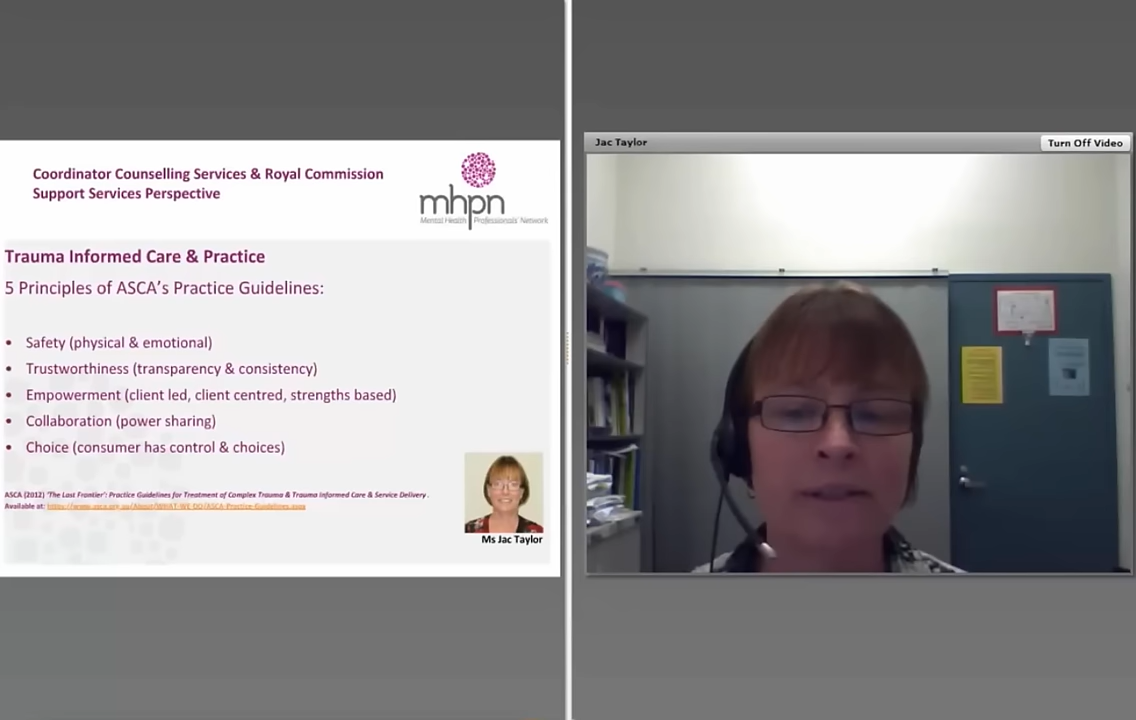 Coordinator Counselling Services & Royal Commission
Support Services Perspective
mhpn
Mental Health Professionals' Network
Trauma Informed Care & Practice
5 Principles of ASCA's Practice Guidelines:
• Safety (physical & emotional)
• Trustworthiness (transparency & consistency)
• Empowerment (client led, client centred, strengths based)
• Collaboration (power sharing)
• Choice (consumer has control & choices)
ASCA (2012) 'The Last Frontier': Practice Guidelines for Treatment of Complex Trauma & Trauma Informed Care & Service Delivery.
Available at:
Ms Jac Taylor
Jac Taylor
Turn Off Video